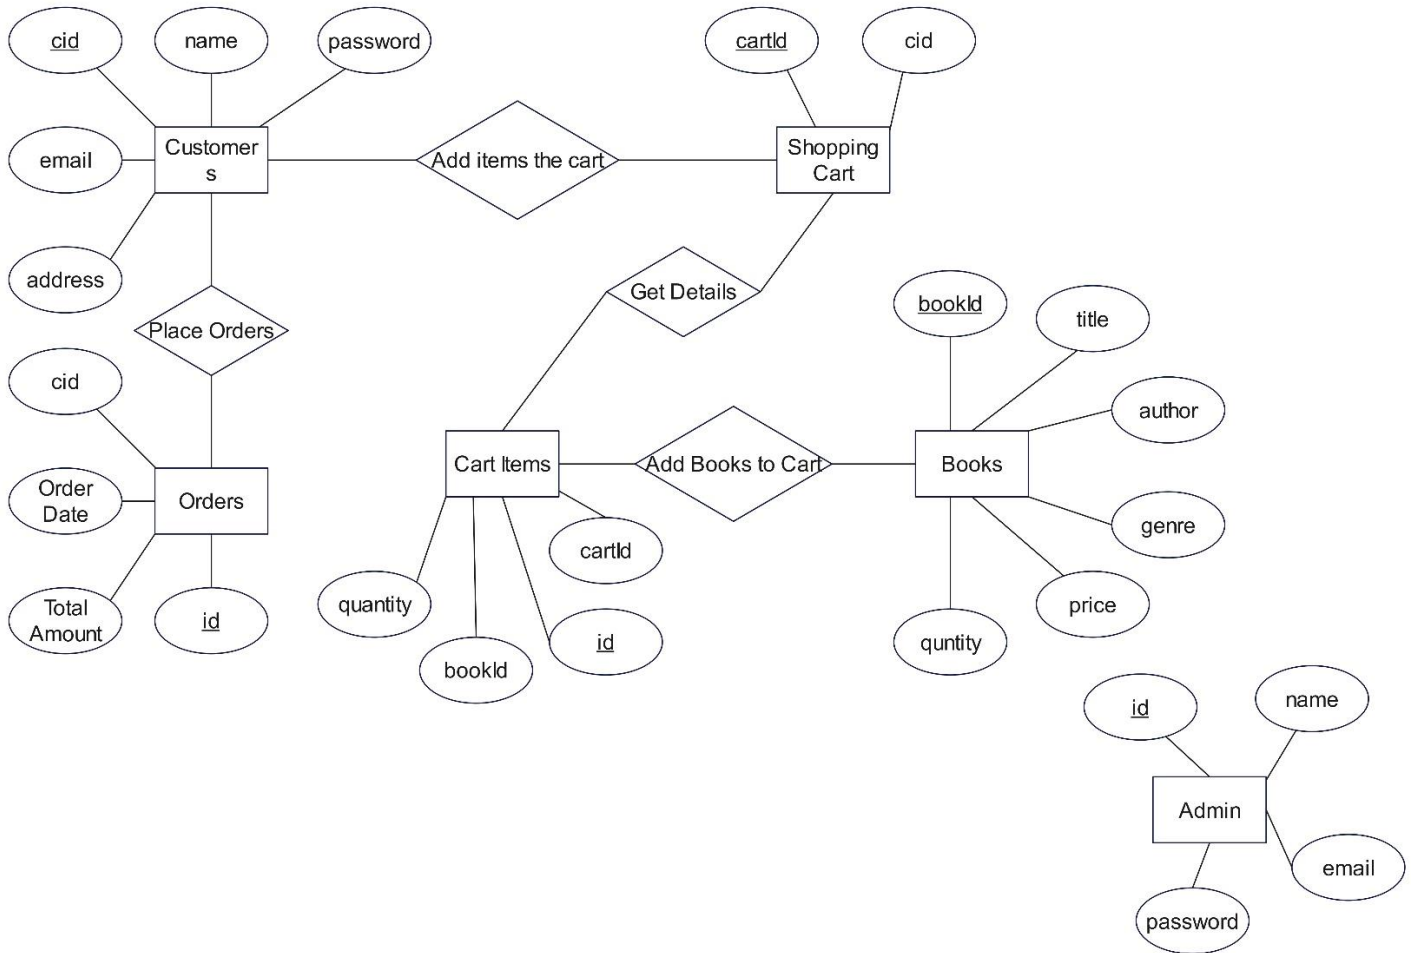 cid
name
password
cartId
cid
Customer
s
email
Add items the cart
Shopping
Cart
address
Get Details
bookId
title
Place Orders
cid
author
Cart Items
Add Books to Cart
Books
Order
Date
Orders
genre
cartId
quantity
price
Total
Amount
id
id
bookId
quntity
id
name
Admin
email
password